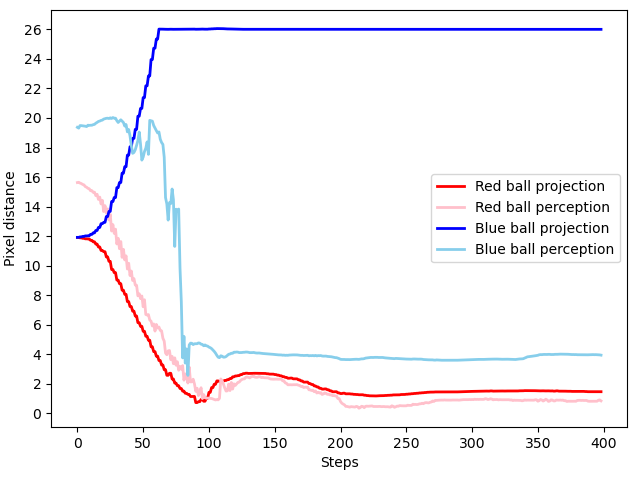 26
24
22
20
18
16
14
12
10
8
6
4
2
0
Pixel distance
Red ball projection
Red ball perception
Blue ball projection
Blue ball perception
0 50 100 150 200 250 300 350 400
Steps